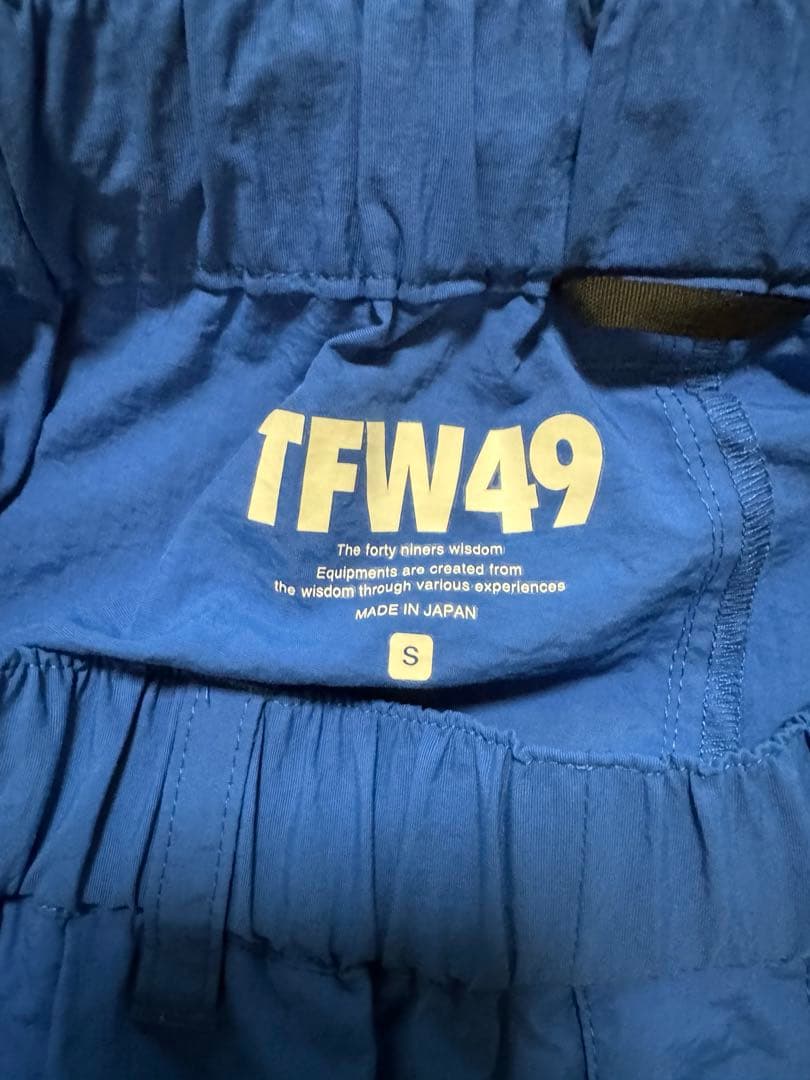 TFW49
The forty niners wisdom
Equipments are created from
the wisdom through various experiences
MADE IN JAPAN
S